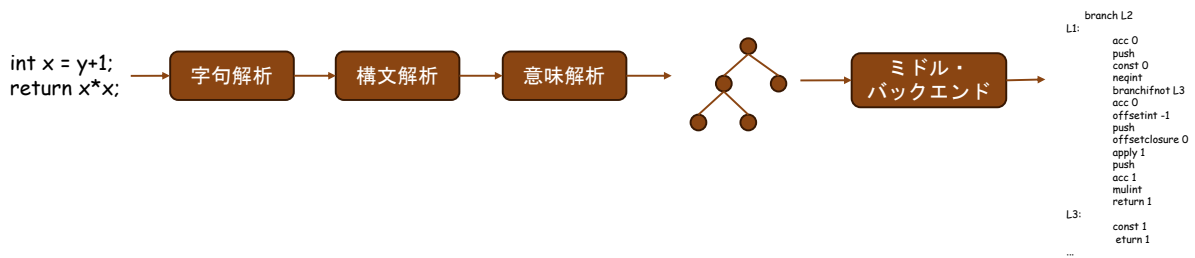 int x = y+1;
return x*x;
字句解析
構文解析
意味解析
ミドル・
バックエンド
branch L2
L1:
acc 0
push
const 0
neqint
branchifnot L3
acc 0
offsetint -1
push
offsetclosure 0
apply 1
push
acc 1
mulint
return 1
L3:
const 1
eturn 1
...